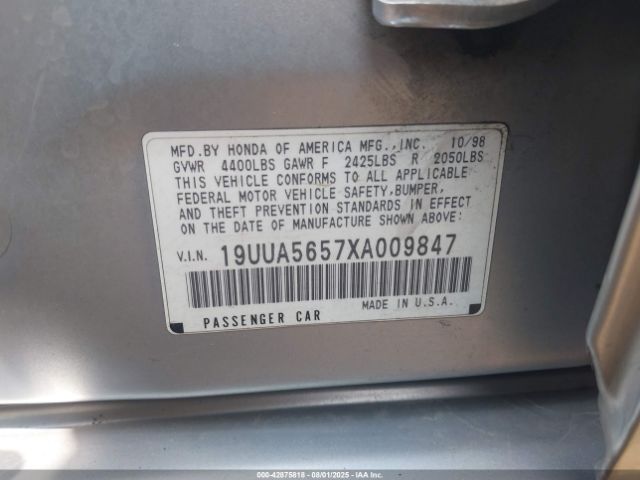 MFD.BY HONDA OF AMERICA MFG.,INC. 10/98
GVWR 4400LBS GAWR F 2425LBS R 2050LBS
THIS VEHICLE CONFORMS TO ALL APPLICABLE
FEDERAL MOTOR VEHICLE SAFETY,BUMPER,
AND THEFT PREVENTION STANDARDS IN EFFECT
ON THE DATE OF MANUFACTURE SHOWN ABOVE:
V.I.N. 19UUA5657XA009847
MADE IN U.S.A.
PASSENGER CAR
000-42875818 - 08/01/2025 - IAA Inc.